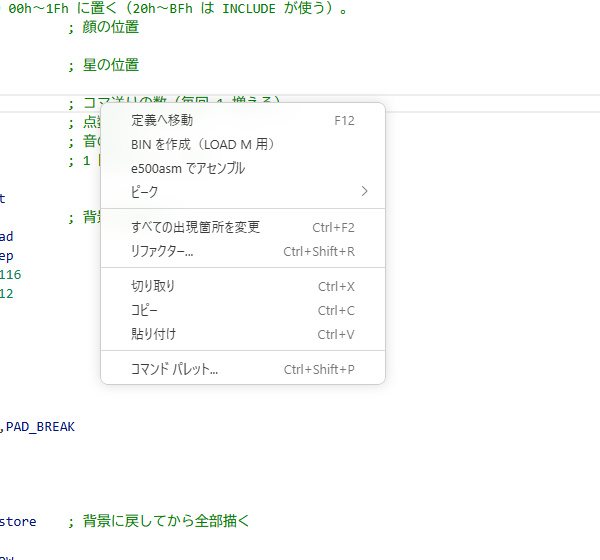 00h～1Fh に置く（20h～BFh は INCLUDE が使う）。
; 顔の位置
; 星の位置
; コマ送りの数（毎回 1 増える）
; 点
; 音
; 1
定義へ移動 F12
BIN を作成（LOAD M 用）
e500asm でアセンブル
ピーク
t
; 背景
すべての出現箇所を変更 Ctrl+F2
ad
ep
リファクター... Ctrl+Shift+R
116
切り取り Ctrl+X
12
コピー Ctrl+C
貼り付け Ctrl+V
コマンド パレット... Ctrl+Shift+P
,PAD_BREAK
store ; 背景に戻してから全部描く